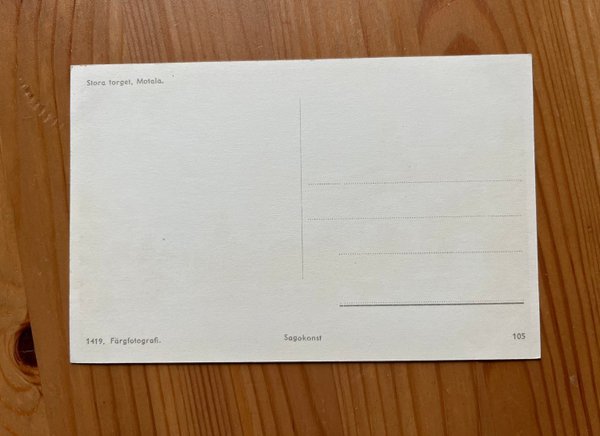 Stora torget, Motala.
1419. Färgfotografi. Sagokonst 105